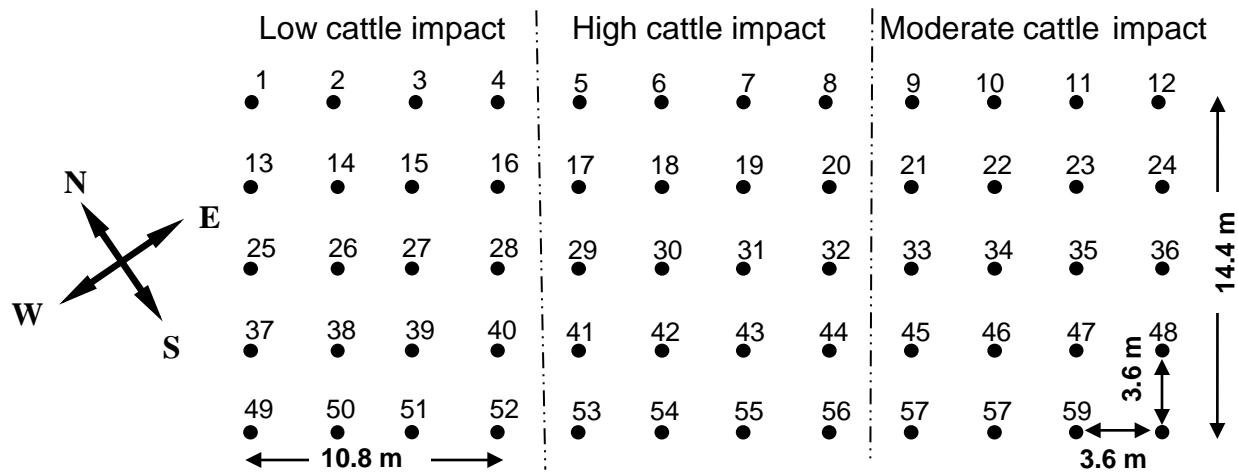 Low cattle impact High cattle impact Moderate cattle impact
1 2 3 4 5 6 7 8 9 10 11 12
13 14 15 16 17 18 19 20 21 22 23 24
N
E
25 26 27 28 29 30 31 32 33 34 35 36
14.4 m
W
S
37 38 39 40 41 42 43 44 45 46 47 48
3.6 m
49 50 51 52 53 54 55 56 57 57 59
10.8 m
3.6 m